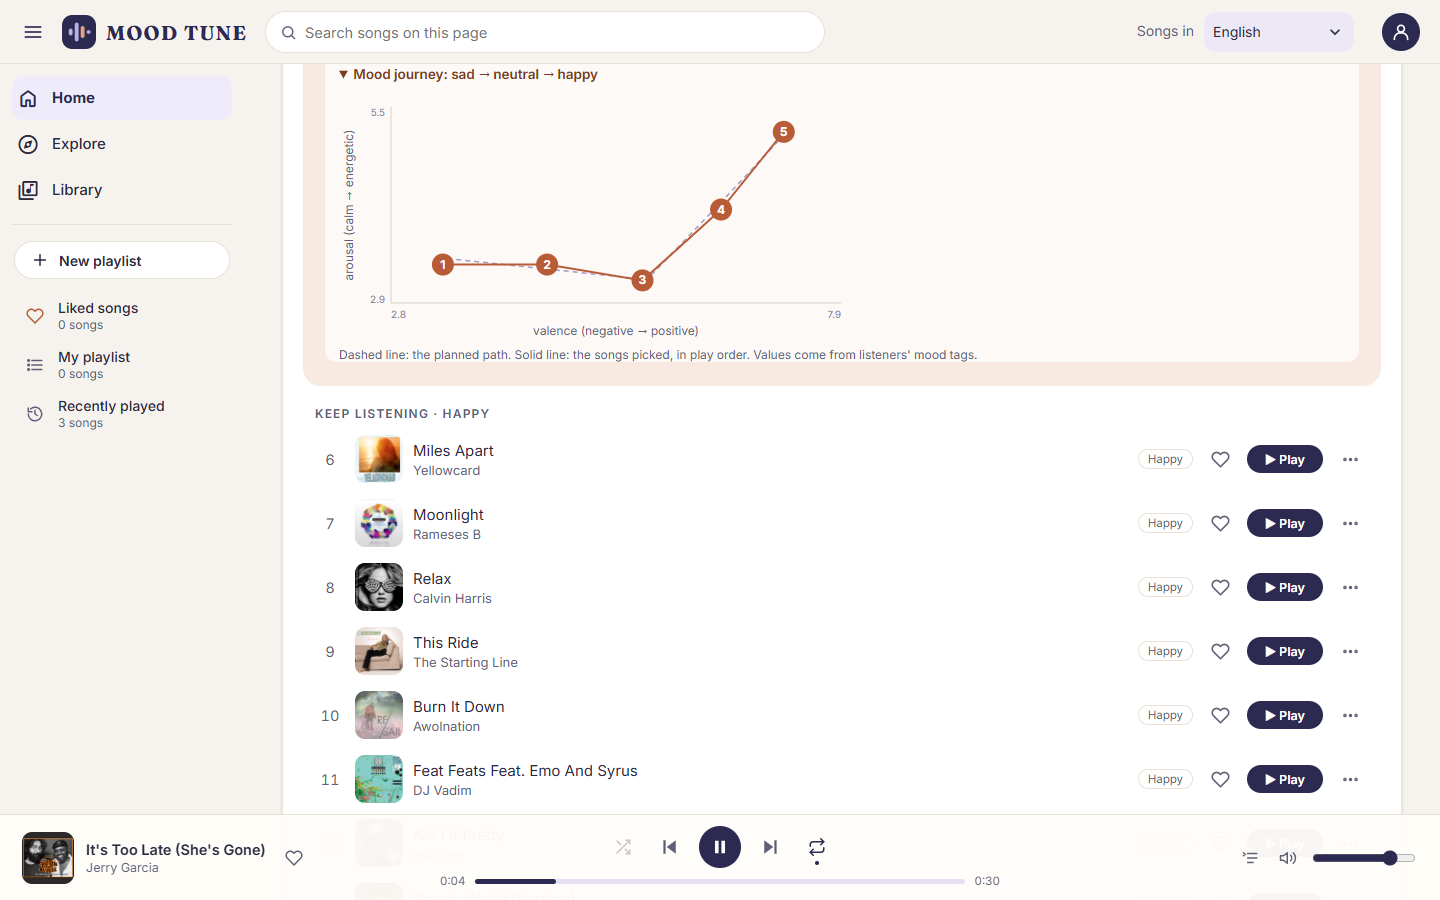 MOOD TUNE
Search songs on this page
Songs in
English
Home
Explore
Library
New playlist
Liked songs
0 songs
My playlist
0 songs
Recently played
3 songs
▼ Mood journey: sad → neutral → happy
arousal (calm → energetic)
5.5
2.9
1
2
3
4
5
2.8
7.9
valence (negative → positive)
Dashed line: the planned path. Solid line: the songs picked, in play order. Values come from listeners' mood tags.
KEEP LISTENING · HAPPY
6
Miles Apart
Yellowcard
Happy
▶ Play
7
Moonlight
Rameses B
Happy
▶ Play
8
Relax
Calvin Harris
Happy
▶ Play
9
This Ride
The Starting Line
Happy
▶ Play
10
Burn It Down
Awolnation
Happy
▶ Play
11
Feat Feats Feat. Emo And Syrus
DJ Vadim
Happy
▶ Play
12
Ain't It Pretty
It's Too Late (She's Gone)
Jerry Garcia
0:04
0:30